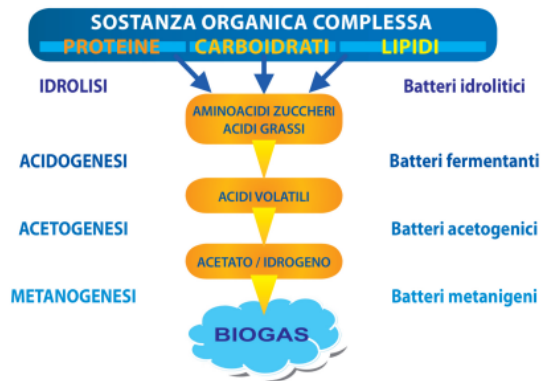 SOSTANZA ORGANICA COMPLESSA
PROTEINE CARBOIDRATI LIPIDI
IDROLISI
Batteri idrolitici
AMINOACIDI ZUCCHERI
ACIDI GRASSI
ACIDOGENESI
Batteri fermentanti
ACIDI VOLATILI
ACETOGENESI
Batteri acetogenici
ACETATO / IDROGENO
METANOGENESI
Batteri metanigeni
BIOGAS